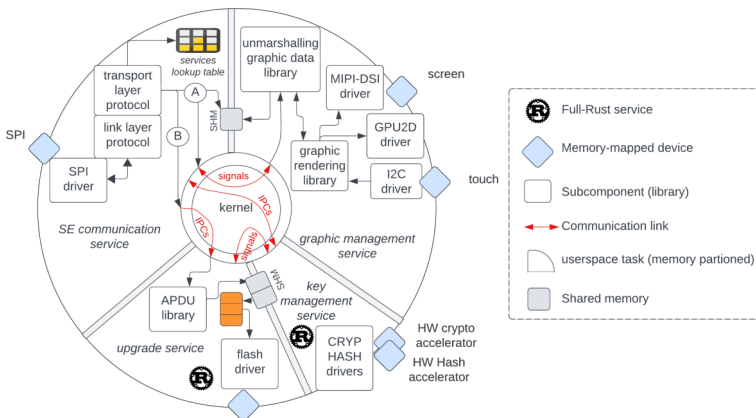 services
lookup table
unmarshalling
graphic data
library
transport
layer
protocol
A
SHM
MIPI-DSI
driver
screen
SPI
link layer
protocol
B
GPU2D
driver
SPI
driver
graphic
rendering
library
I2C
driver
touch
signals
kernel
IPCs
IPCs
signals
SE communication
service
graphic management
service
APDU
library
SHM
key
management
service
upgrade service
flash
driver
R
R
CRYP
HASH
drivers
HW crypto
accelerator
HW Hash
accelerator
R
Full-Rust service
Memory-mapped device
Subcomponent (library)
Communication link
userspace task (memory partioned)
Shared memory